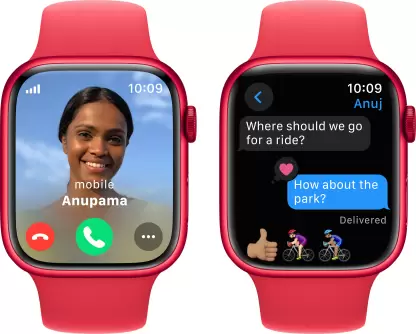 10:09
mobile
Anupama
10:09
Anuj
Where should we go
for a ride?
How about the
park?
Delivered